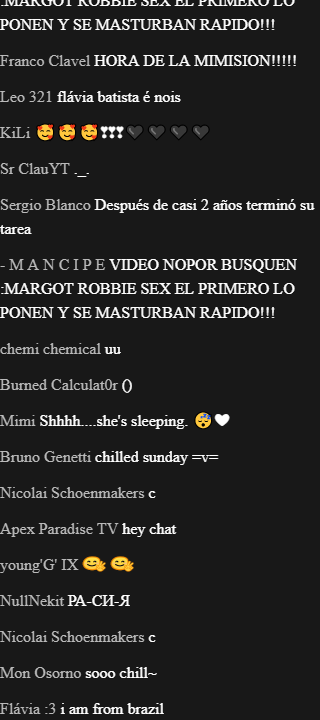 :MARGOT ROBBIE SEX EL PRIMERO LO
PONEN Y SE MASTURBAN RAPIDO!!!
Franco Clavel HORA DE LA MIMISION!!!!!
Leo 321 flávia batista é nois
KiLi 🥰 🥰 🥰❣❣❣🖤 🖤 🖤 🖤
Sr ClauYT ._.
Sergio Blanco Después de casi 2 años terminó su
tarea
- M A N C I P E VIDEO NOPOR BUSQUEN
:MARGOT ROBBIE SEX EL PRIMERO LO
PONEN Y SE MASTURBAN RAPIDO!!!
chemi chemical uu
Burned Calculat0r ()
Mimi Shhhh....she's sleeping. 😴🤍
Bruno Genetti chilled sunday =v=
Nicolai Schoenmakers c
Apex Paradise TV hey chat
young'G' IX
NullNekit РА-СИ-Я
Nicolai Schoenmakers c
Mon Osorno sooo chill~
Flávia :3 i am from brazil